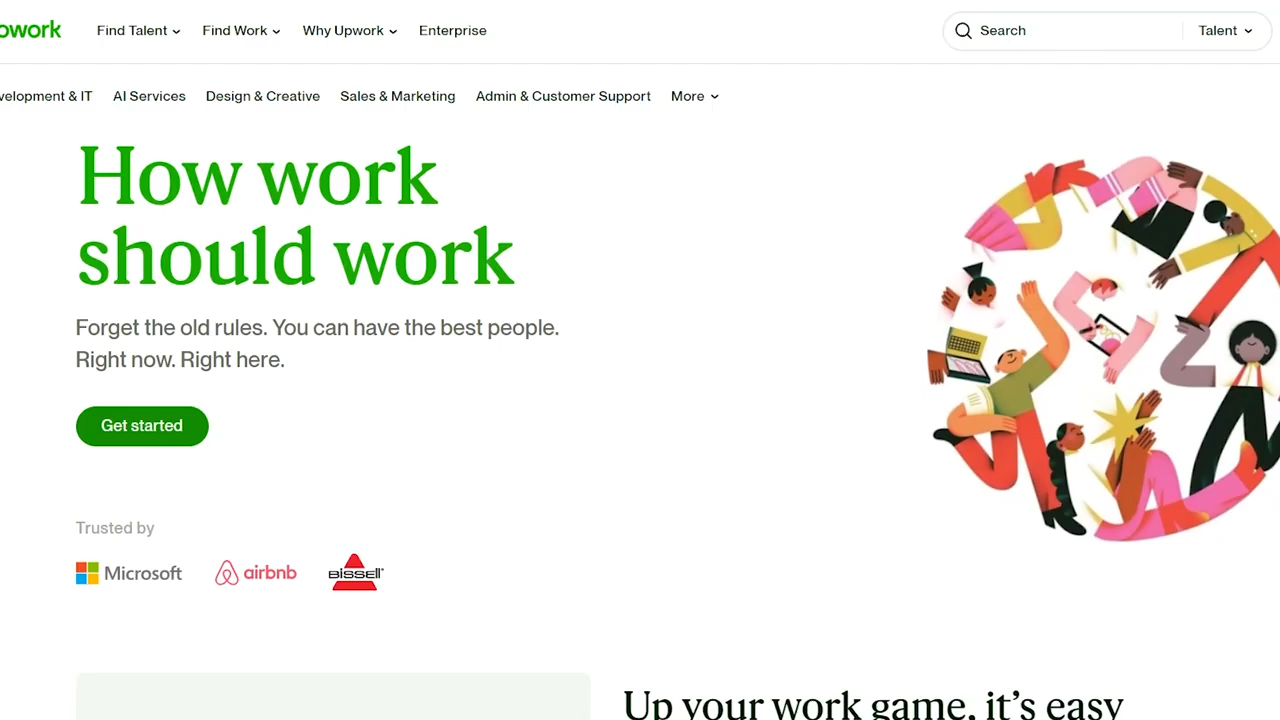 owork
Find Talent
Find Work
Why Upwork
Enterprise
Search
Talent
velopment & IT
AI Services
Design & Creative
Sales & Marketing
Admin & Customer Support
More
How work
should work
Forget the old rules. You can have the best people.
Right now. Right here.
Get started
Trusted by
Microsoft
airbnb
BISSELL
Up your work game, it's easy